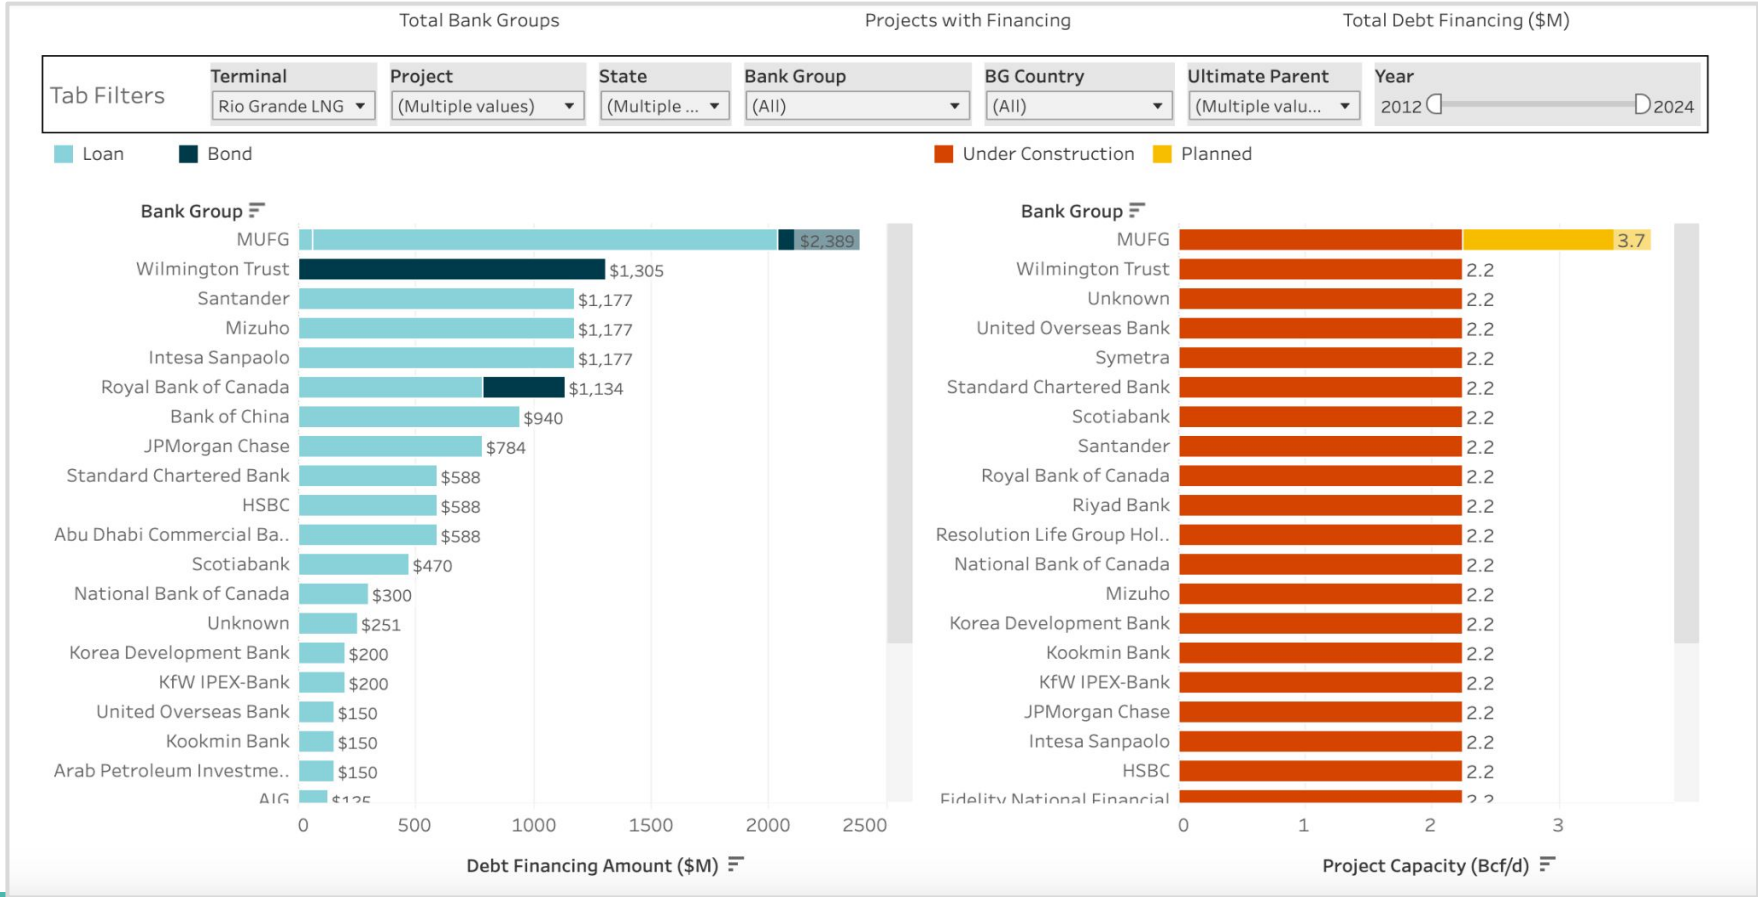 Total Bank Groups
Projects with Financing
Total Debt Financing ($M)
Tab Filters
Terminal
Rio Grande LNG
Project
(Multiple values)
State
(Multiple ...
Bank Group
(All)
BG Country
(All)
Ultimate Parent
(Multiple valu...
Year
2012
2024
Loan
Bond
Under Construction
Planned
Bank Group
MUFG $2,389
Wilmington Trust $1,305
Santander $1,177
Mizuho $1,177
Intesa Sanpaolo $1,177
Royal Bank of Canada $1,134
Bank of China $940
JPMorgan Chase $784
Standard Chartered Bank $588
HSBC $588
Abu Dhabi Commercial Ba.. $588
Scotiabank $470
National Bank of Canada $300
Unknown $251
Korea Development Bank $200
KfW IPEX-Bank $200
United Overseas Bank $150
Kookmin Bank $150
Arab Petroleum Investme.. $150
AIG $125
0 500 1000 1500 2000 2500
Debt Financing Amount ($M)
Bank Group
MUFG 3.7
Wilmington Trust 2.2
Unknown 2.2
United Overseas Bank 2.2
Symetra 2.2
Standard Chartered Bank 2.2
Scotiabank 2.2
Santander 2.2
Royal Bank of Canada 2.2
Riyad Bank 2.2
Resolution Life Group Hol.. 2.2
National Bank of Canada 2.2
Mizuho 2.2
Korea Development Bank 2.2
Kookmin Bank 2.2
KfW IPEX-Bank 2.2
JPMorgan Chase 2.2
Intesa Sanpaolo 2.2
HSBC 2.2
Fidelity National Financial 2.2
0 1 2 3
Project Capacity (Bcf/d)